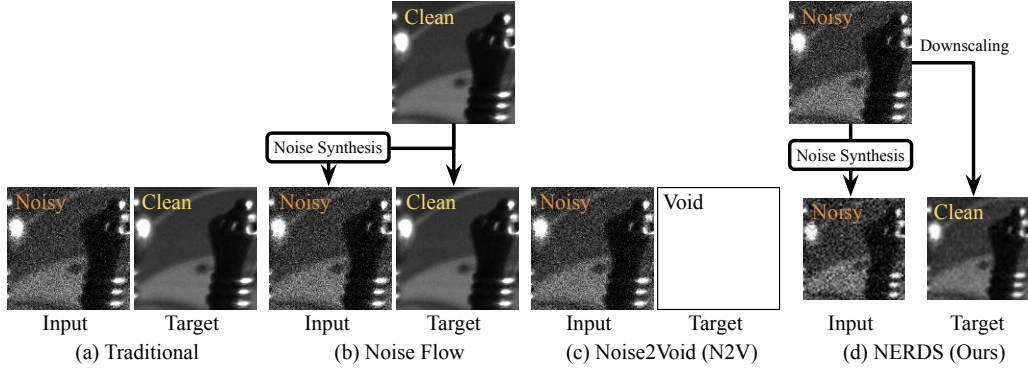 Clean
Noisy
Downscaling
Noise Synthesis
Noise Synthesis
Noisy
Clean
Noisy
Clean
Noisy
Void
Noisy
Clean
Input
Target
Input
Target
Input
Target
Input
Target
(a) Traditional
(b) Noise Flow
(c) Noise2Void (N2V)
(d) NERDS (Ours)